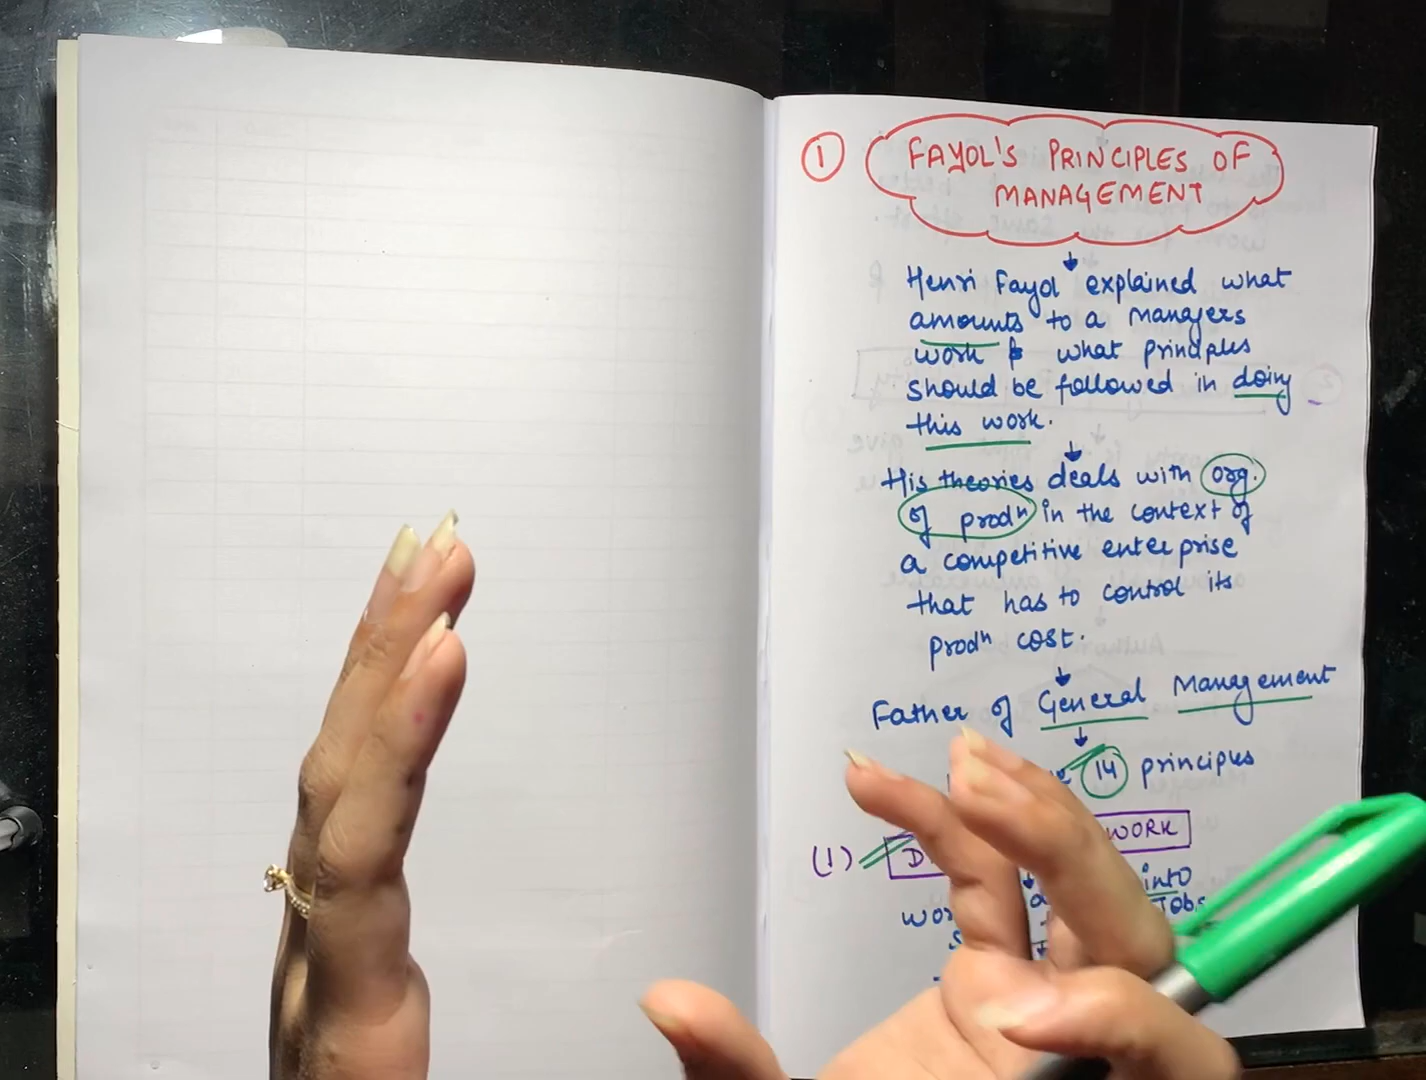 1 FAYOL'S PRINCIPLES OF
MANAGEMENT
Henri Fayol explained what
amounts to a managers
work & what principles
should be followed in doing
this work.
His theories deals with org.
of prodn in the context of
a competitive enterprise
that has to control its
prodn cost.
Father of General Management
14 principles
(1) WORK
into
Jobs